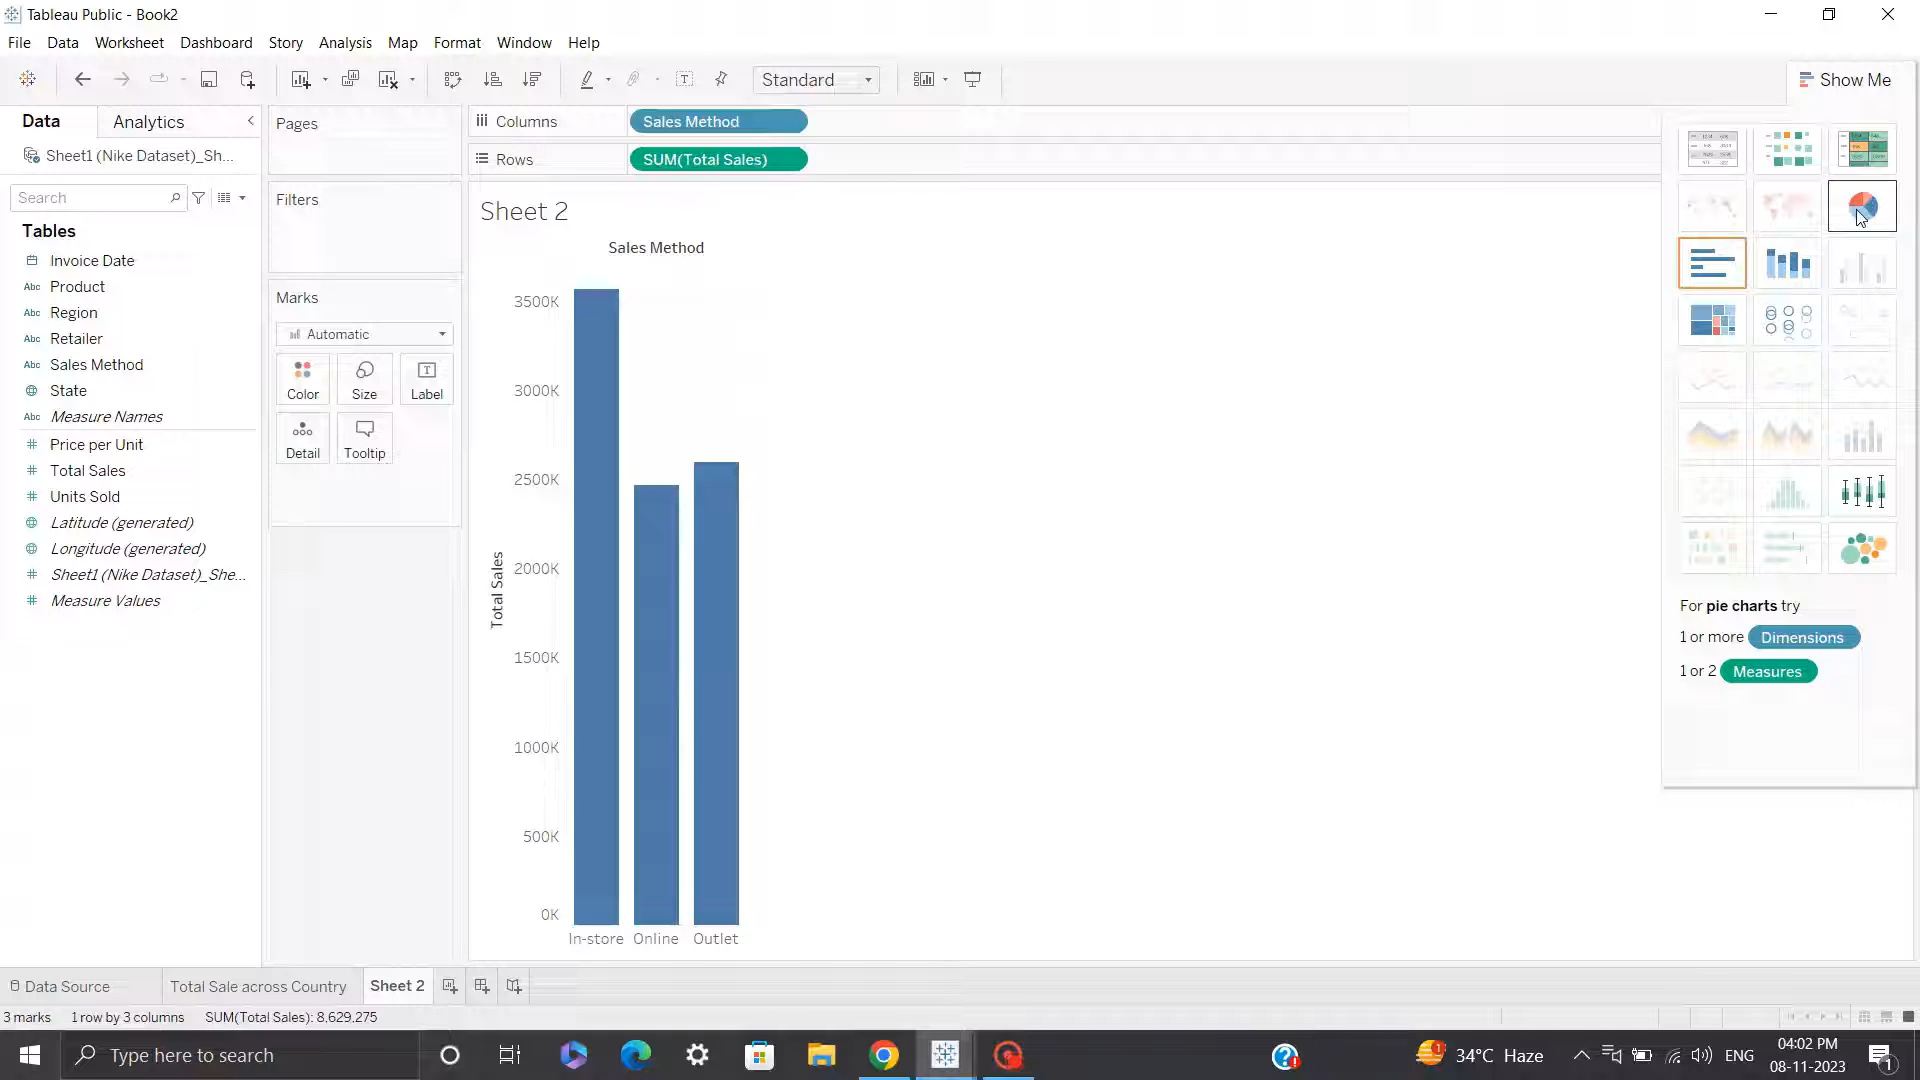 Tableau Public - Book2
File Data Worksheet Dashboard Story Analysis Map Format Window Help
Standard
Show Me
Data
Analytics
Pages
Columns
Sales Method
Sheet1 (Nike Dataset)_Sh...
Rows
SUM(Total Sales)
Search
Filters
Sheet 2
Tables
Sales Method
Abc
Invoice Date
Abc Product
Region
Abc Retailer
Abc Sales Method
State
Abc Measure Names
Price per Unit
Total Sales
Units Sold
Latitude (generated)
Longitude (generated)
Sheet1 (Nike Dataset)_She...
Measure Values
Marks
Automatic
Color
Size
Label
Detail
Tooltip
3500K
3000K
2500K
2000K
1500K
1000K
500K
0K
Total Sales
In-store Online Outlet
For pie charts try
1 or more Dimensions
1 or 2 Measures
Data Source
Total Sale across Country
Sheet 2
3 marks
1 row by 3 columns
SUM(Total Sales): 8,629,275
Type here to search
34°C Haze
ENG
04:02 PM
08-11-2023
1